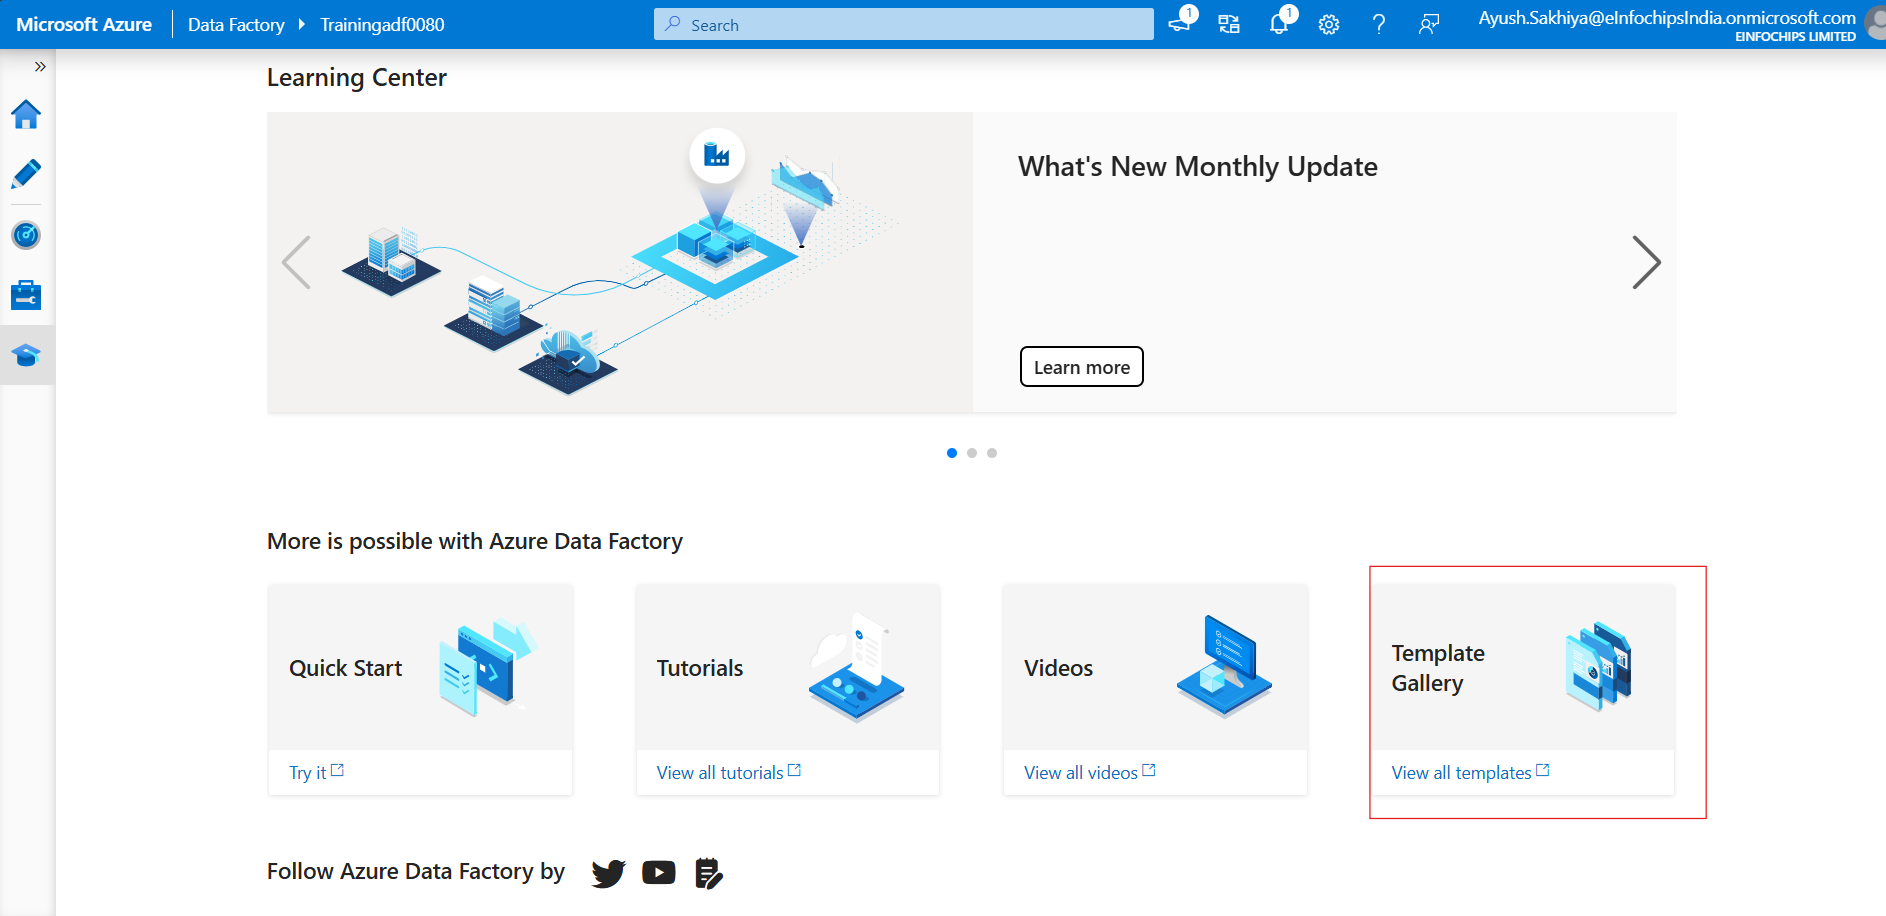 Microsoft Azure
Data Factory
Trainingadf0080
Search
1
1
?
Ayush.Sakhiya@eInfochipsIndia.onmicrosoft.com
EINFOCHIPS LIMITED
»
Learning Center
What's New Monthly Update
Learn more
More is possible with Azure Data Factory
Quick Start
Try it
Tutorials
View all tutorials
Videos
View all videos
Template
Gallery
View all templates
Follow Azure Data Factory by